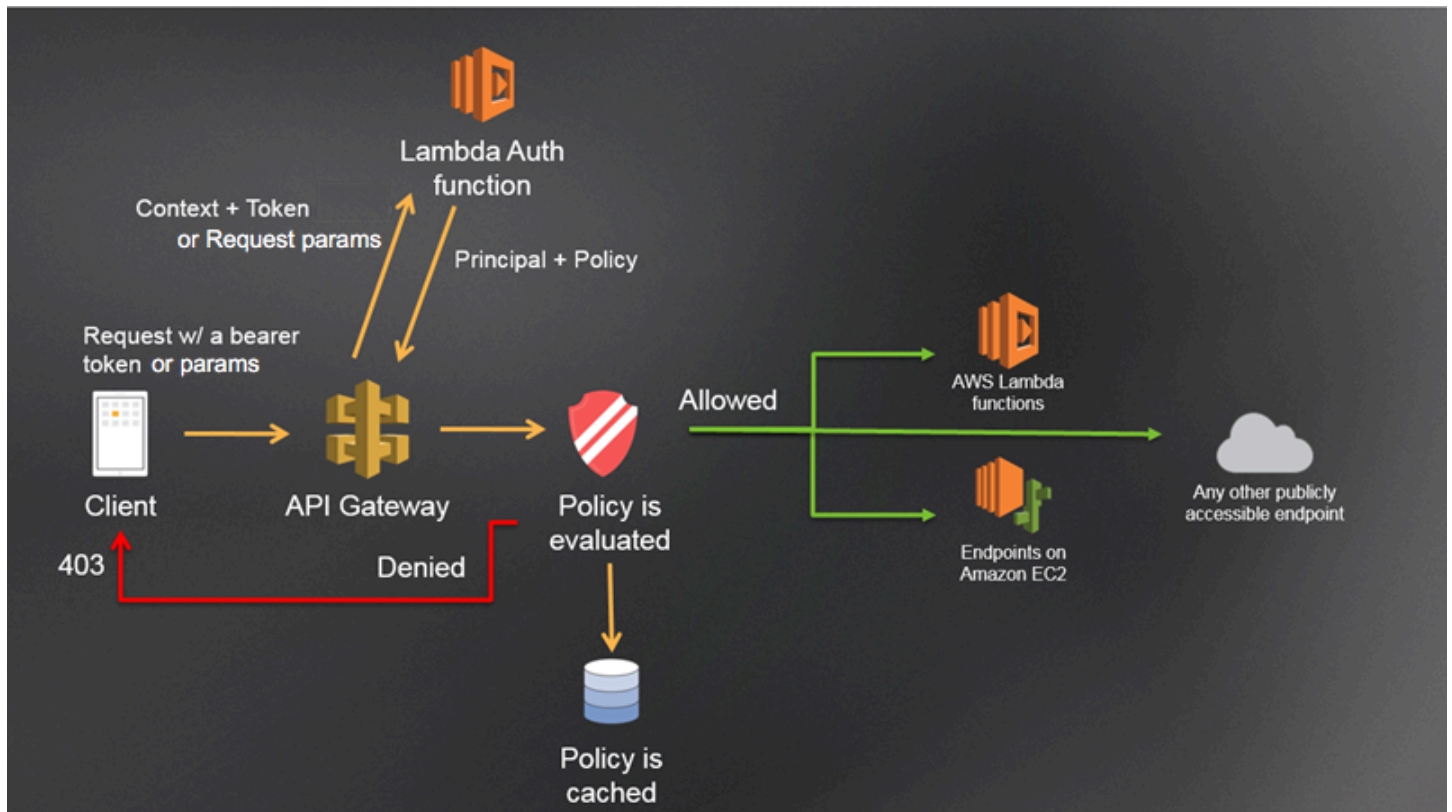 Lambda Auth
function
Context + Token
or Request params
Principal + Policy
Request w/ a bearer
token or params
Client
API Gateway
Policy is
evaluated
Allowed
AWS Lambda
functions
Any other publicly
accessible endpoint
Endpoints on
Amazon EC2
403
Denied
Policy is
cached